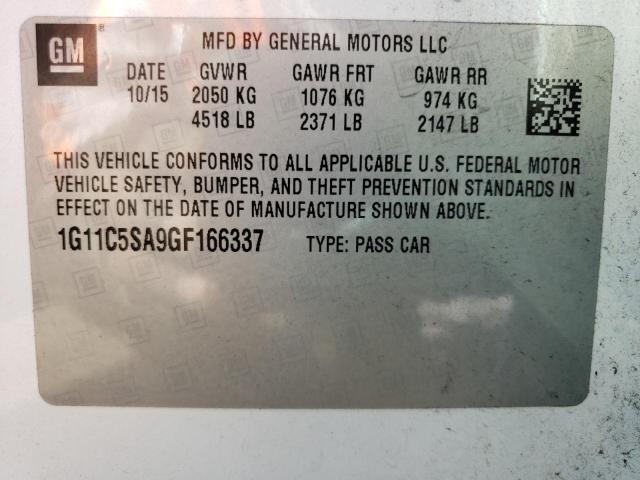 GM ®
MFD BY GENERAL MOTORS LLC
DATE GVWR GAWR FRT GAWR RR
10/15 2050 KG 1076 KG 974 KG
4518 LB 2371 LB 2147 LB
THIS VEHICLE CONFORMS TO ALL APPLICABLE U.S. FEDERAL MOTOR
VEHICLE SAFETY, BUMPER, AND THEFT PREVENTION STANDARDS IN
EFFECT ON THE DATE OF MANUFACTURE SHOWN ABOVE.
1G11C5SA9GF166337 TYPE: PASS CAR